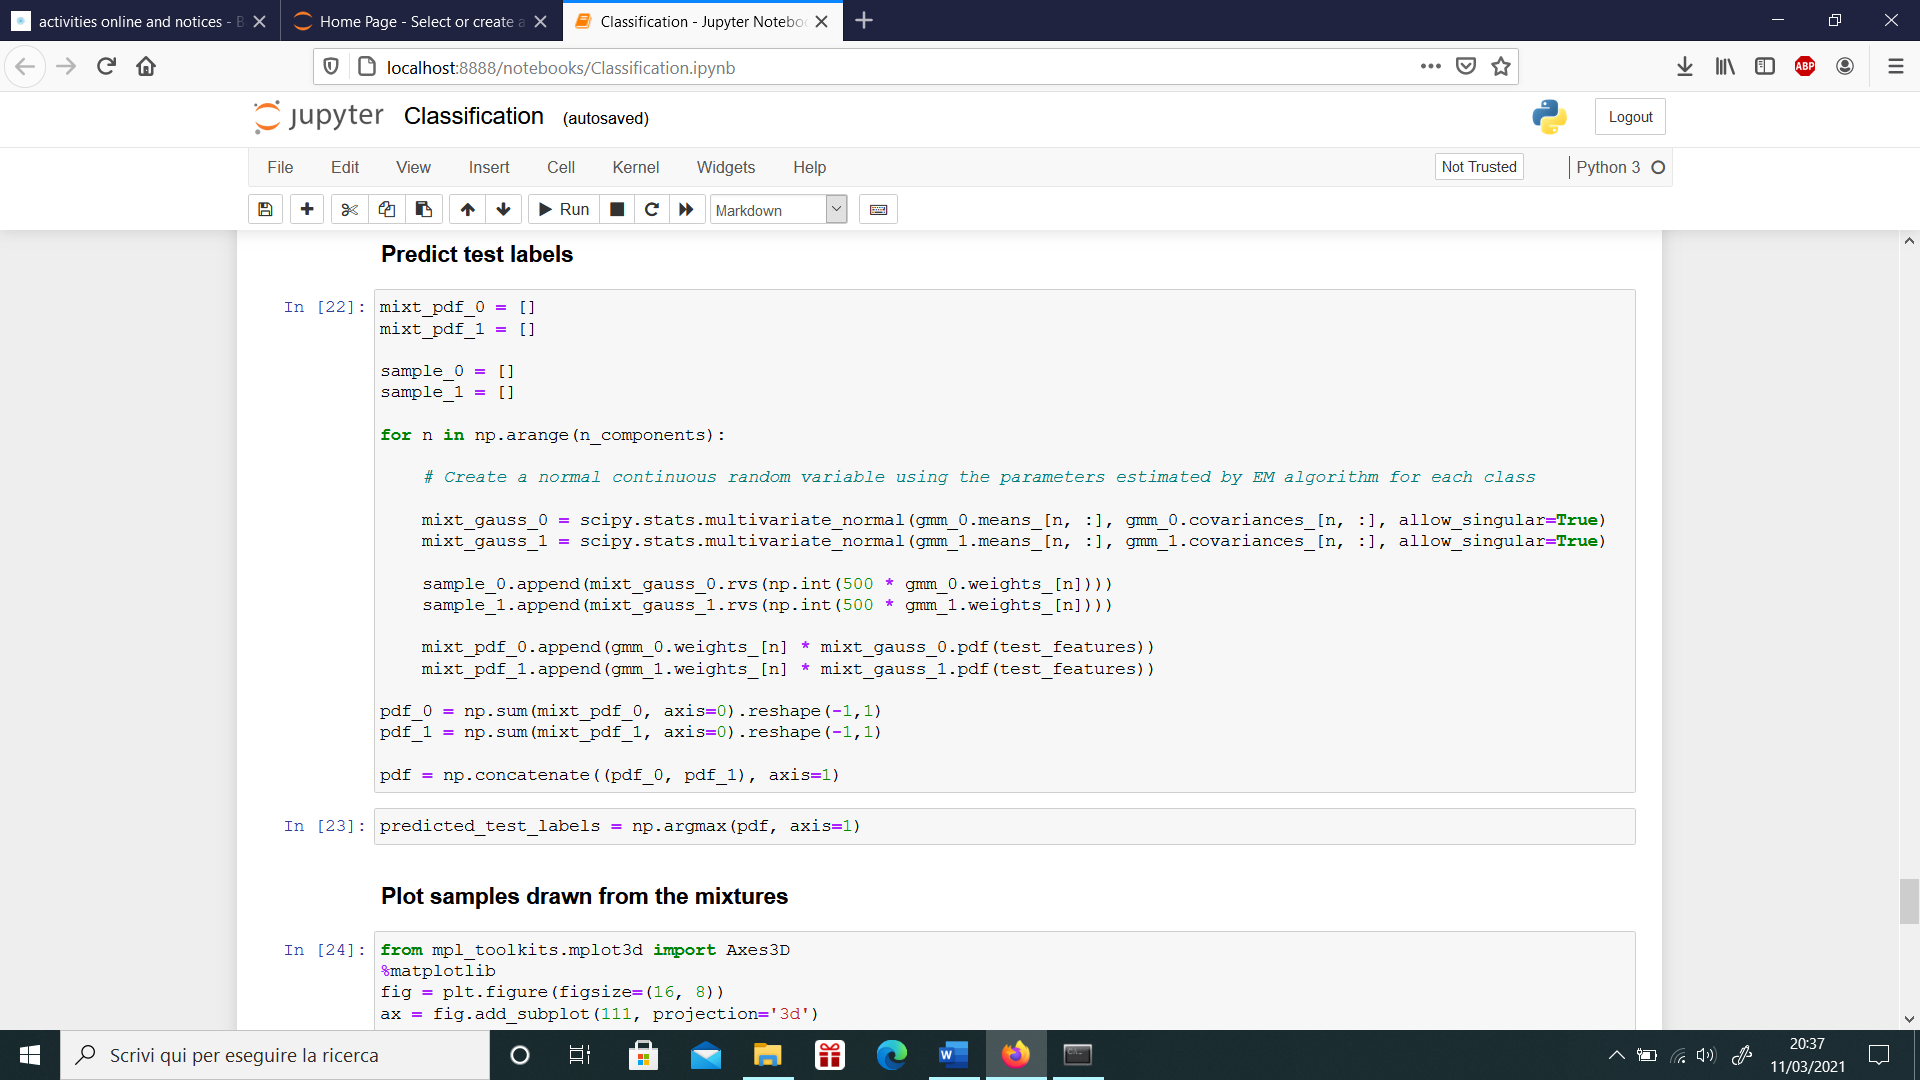 activities online and notices - B
Home Page - Select or create a
Classification - Jupyter Notebo
localhost:8888/notebooks/Classification.ipynb
ABP
jupyter Classification (autosaved)
Logout
File Edit View Insert Cell Kernel Widgets Help
Not Trusted
Python 3
Run
Markdown
Predict test labels
In [22]:
mixt_pdf_0 = []
mixt_pdf_1 = []
sample_0 = []
sample_1 = []
for n in np.arange(n_components):
# Create a normal continuous random variable using the parameters estimated by EM algorithm for each class
mixt_gauss_0 = scipy.stats.multivariate_normal(gmm_0.means_[n, :], gmm_0.covariances_[n, :], allow_singular=True)
mixt_gauss_1 = scipy.stats.multivariate_normal(gmm_1.means_[n, :], gmm_1.covariances_[n, :], allow_singular=True)
sample_0.append(mixt_gauss_0.rvs(np.int(500 * gmm_0.weights_[n])))
sample_1.append(mixt_gauss_1.rvs(np.int(500 * gmm_1.weights_[n])))
mixt_pdf_0.append(gmm_0.weights_[n] * mixt_gauss_0.pdf(test_features))
mixt_pdf_1.append(gmm_1.weights_[n] * mixt_gauss_1.pdf(test_features))
pdf_0 = np.sum(mixt_pdf_0, axis=0).reshape(-1,1)
pdf_1 = np.sum(mixt_pdf_1, axis=0).reshape(-1,1)
pdf = np.concatenate((pdf_0, pdf_1), axis=1)
In [23]:
predicted_test_labels = np.argmax(pdf, axis=1)
Plot samples drawn from the mixtures
In [24]:
from mpl_toolkits.mplot3d import Axes3D
%matplotlib
fig = plt.figure(figsize=(16, 8))
ax = fig.add_subplot(111, projection='3d')
Scrivi qui per eseguire la ricerca
20:37
11/03/2021